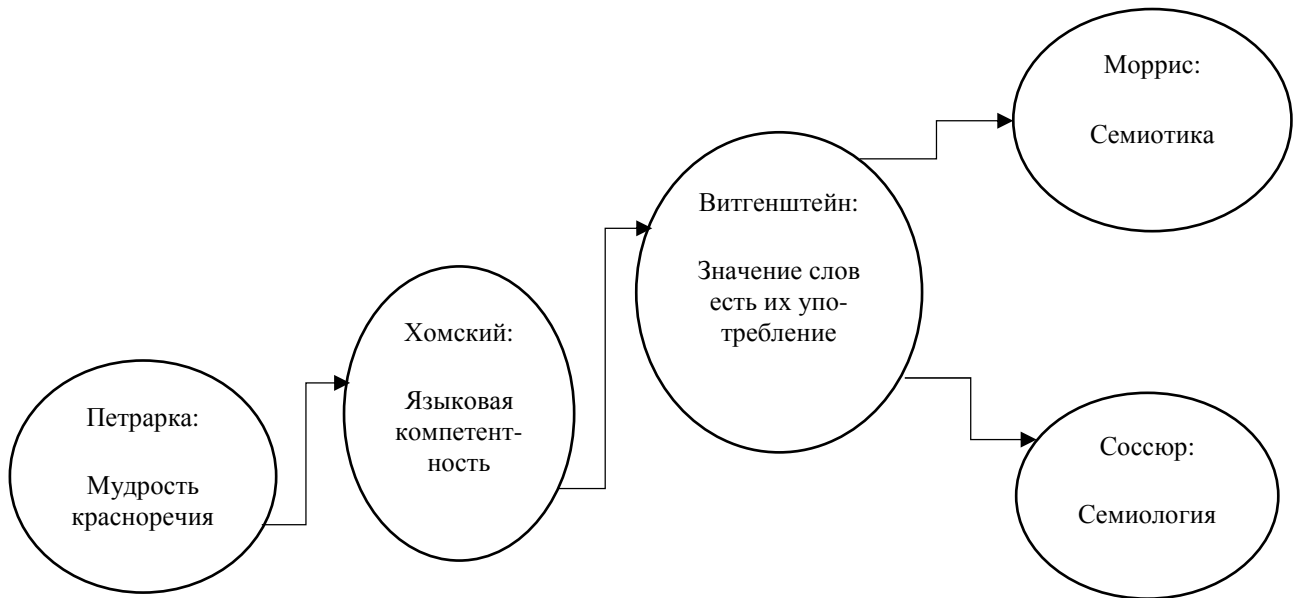 Петрарка:
Мудрость
красноречия
Хомский:
Языковая
компетент-
ность
Витгенштейн:
Значение слов
есть их упо-
требление
Моррис:
Семиотика
Соссюр:
Семиология